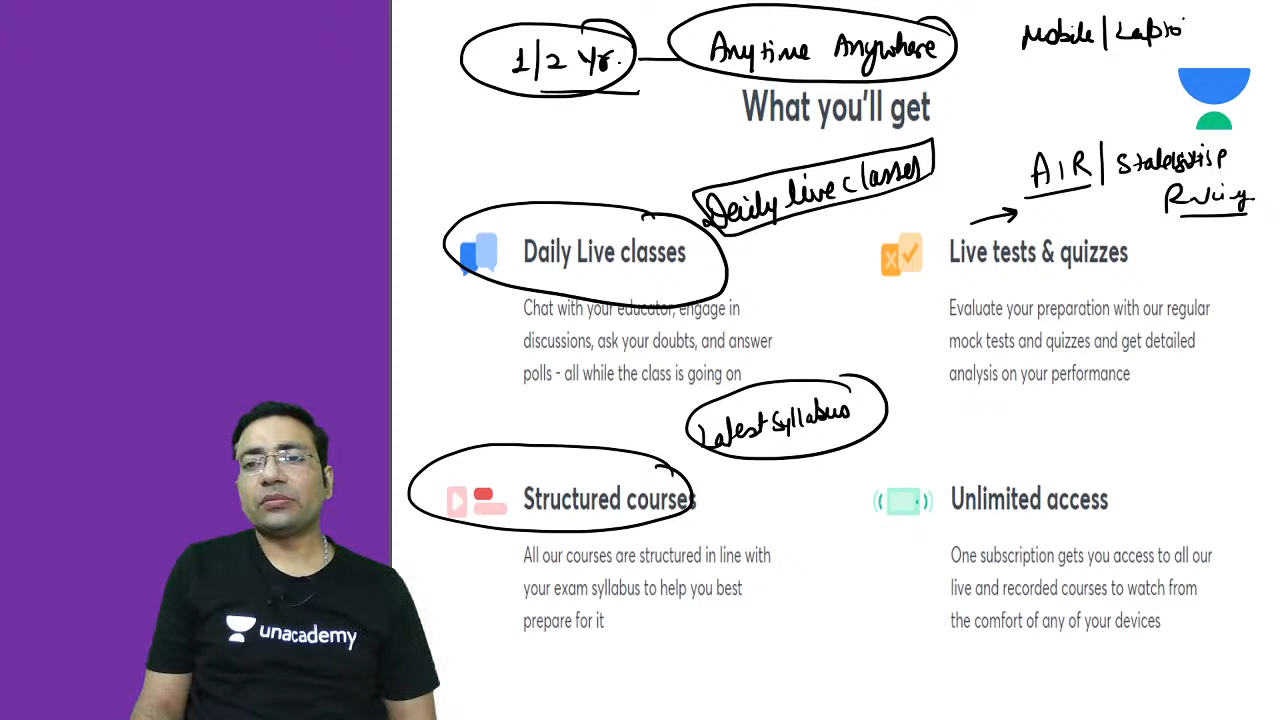 1/2 Yr. Anytime Anywhere
Mobile/
What you'll get
AIR/
Daily live classes
Daily Live classes
Live tests & quizzes
Chat with your educator, engage in
discussions, ask your doubts, and answer
polls - all while the class is going on
Evaluate your preparation with our regular
mock tests and quizzes and get detailed
analysis on your performance
Latest syllabus
Structured courses
Unlimited access
All our courses are structured in line with
your exam syllabus to help you best
prepare for it
One subscription gets you access to all our
live and recorded courses to watch from
the comfort of any of your devices
unacademy